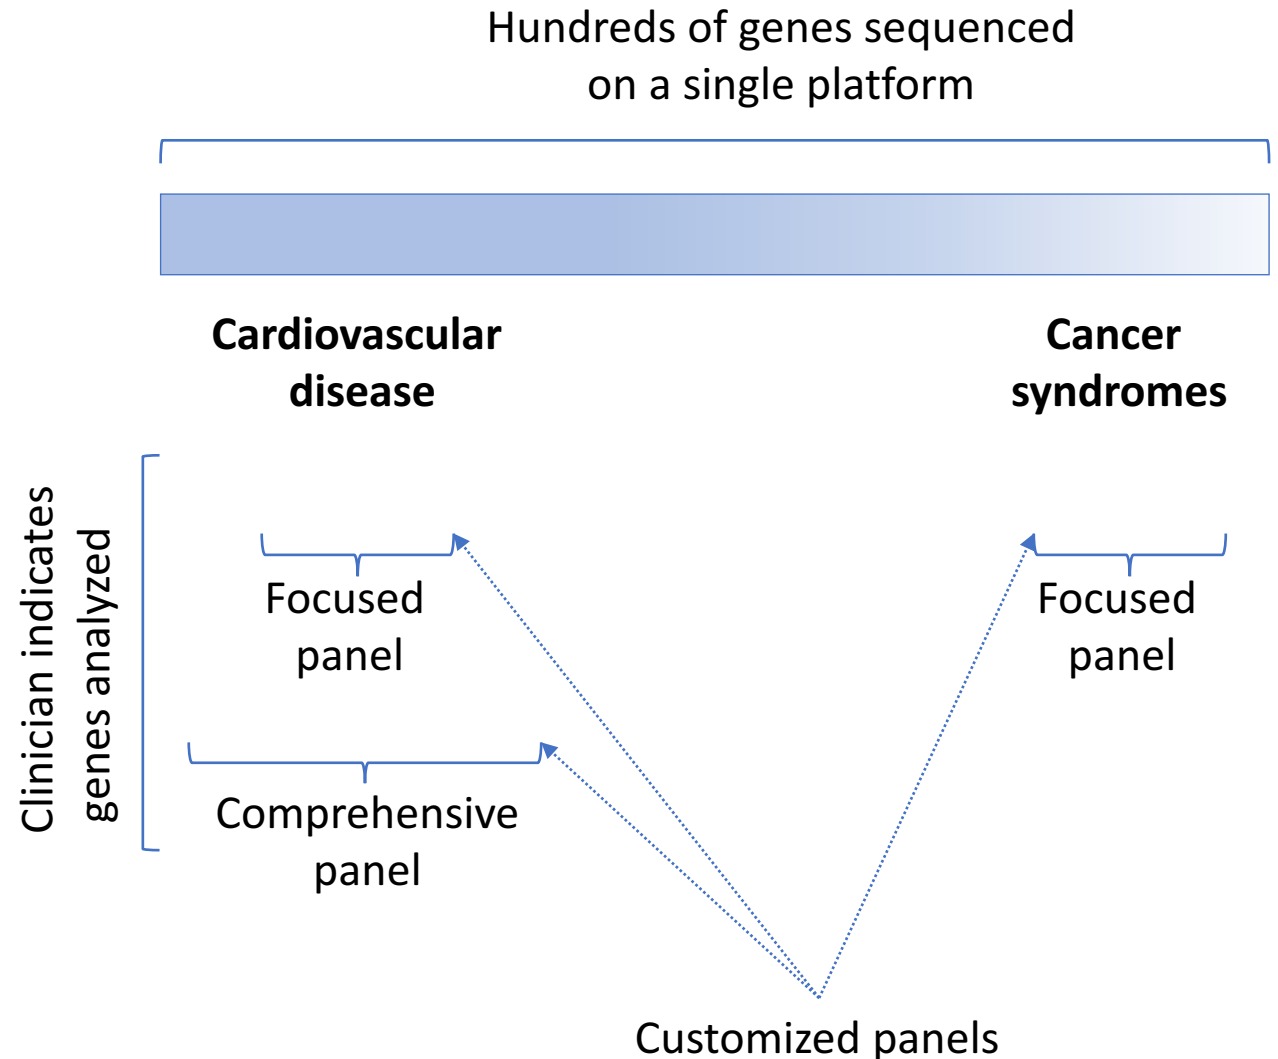 Hundreds of genes sequenced
on a single platform
Cardiovascular
disease
Cancer
syndromes
Clinician indicates
genes analyzed
Focused
panel
Focused
panel
Comprehensive
panel
Customized panels